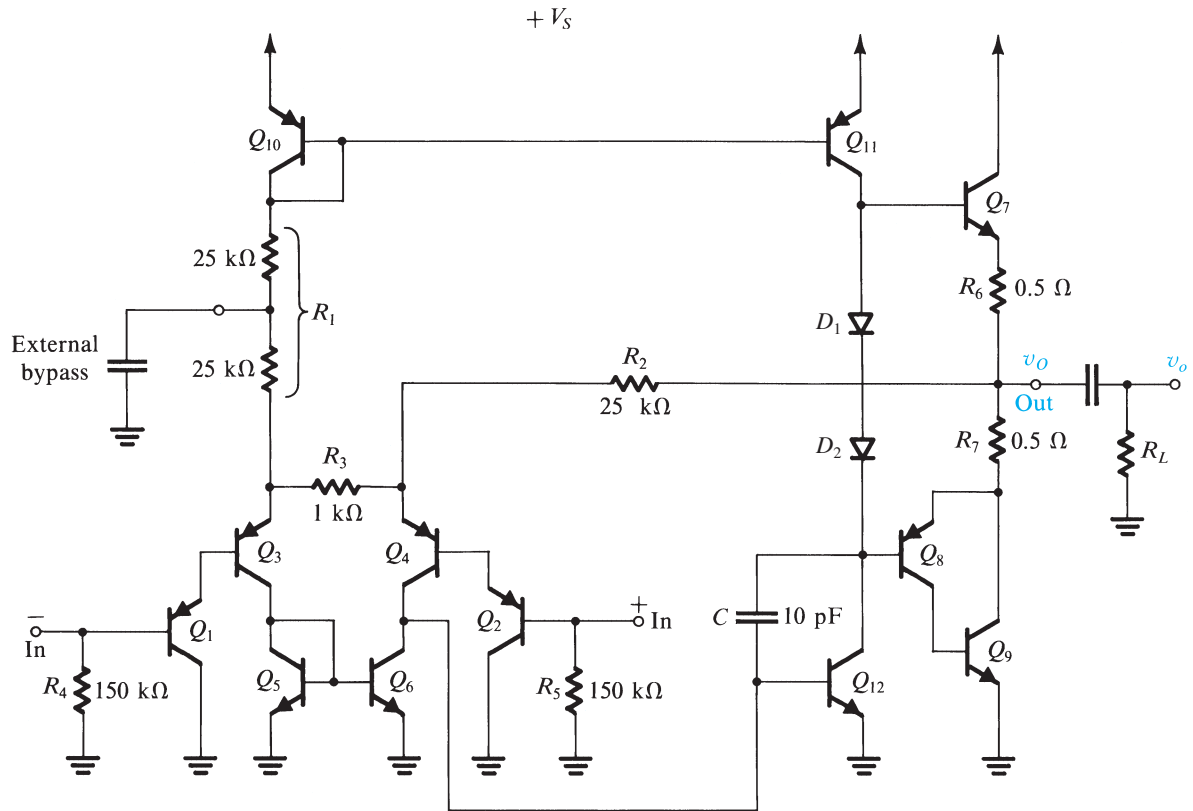 + V_S
Q_10
Q_11
Q_7
25 kΩ
R_1
R_6 0.5 Ω
D_1
External
bypass
25 kΩ
R_2
25 kΩ
v_O
v_o
Out
D_2
R_7 0.5 Ω
R_L
R_3
1 kΩ
Q_3
Q_4
Q_8
C 10 pF
− In
Q_1
Q_2
+ In
R_4 150 kΩ
Q_5
Q_6
R_5 150 kΩ
Q_12
Q_9